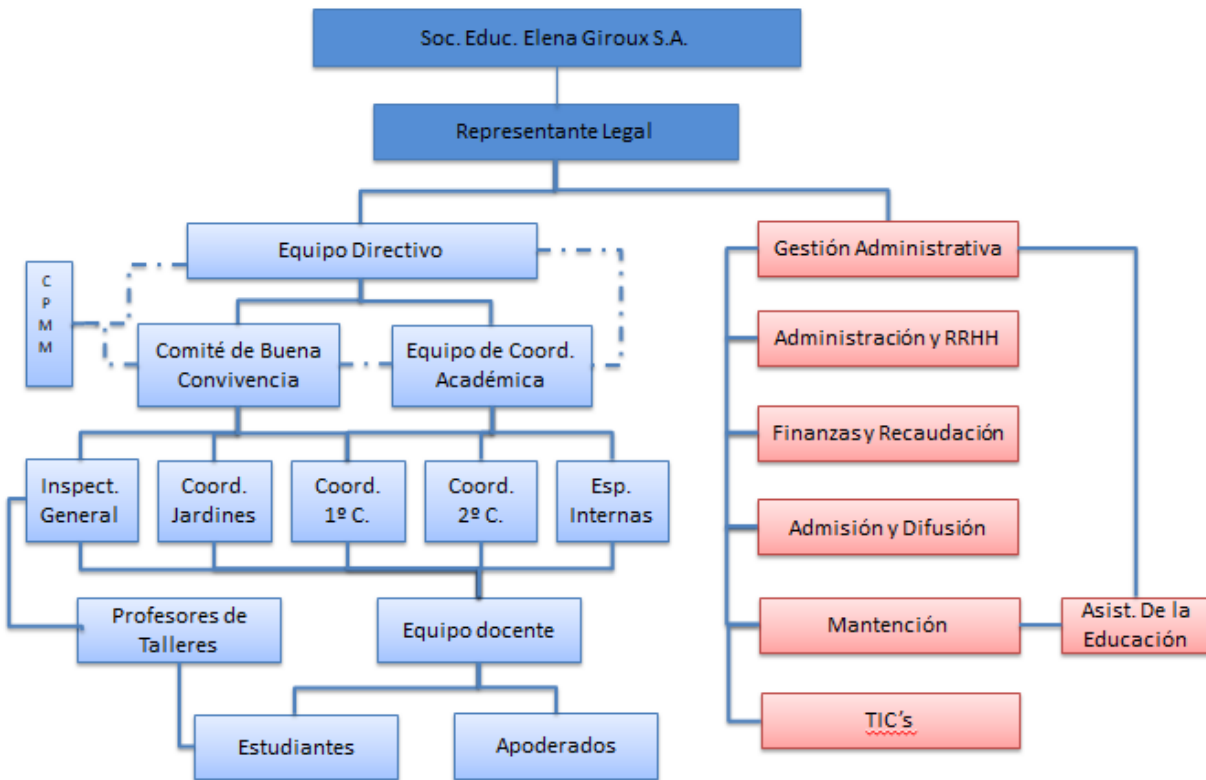 Soc. Educ. Elena Giroux S.A.
Representante Legal
Equipo Directivo
Gestión Administrativa
C
P
M
M
Comité de Buena
Convivencia
Equipo de Coord.
Académica
Administración y RRHH
Finanzas y Recaudación
Inspect.
General
Coord.
Jardines
Coord.
1º C.
Coord.
2º C.
Esp.
Internas
Admisión y Difusión
Profesores de
Talleres
Equipo docente
Mantención
Asist. De la
Educación
Estudiantes
Apoderados
TIC’s